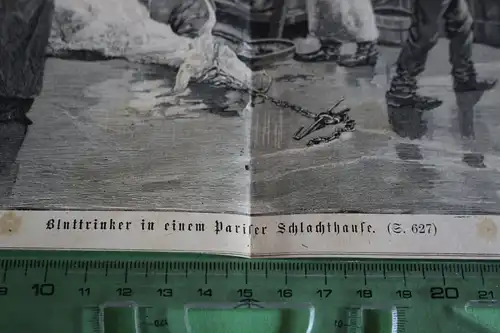 Bluttrinker in einem Pariser Schlachthause. (S. 627)
9 10 11 12 13 14 15 16 17 18 19 20 21